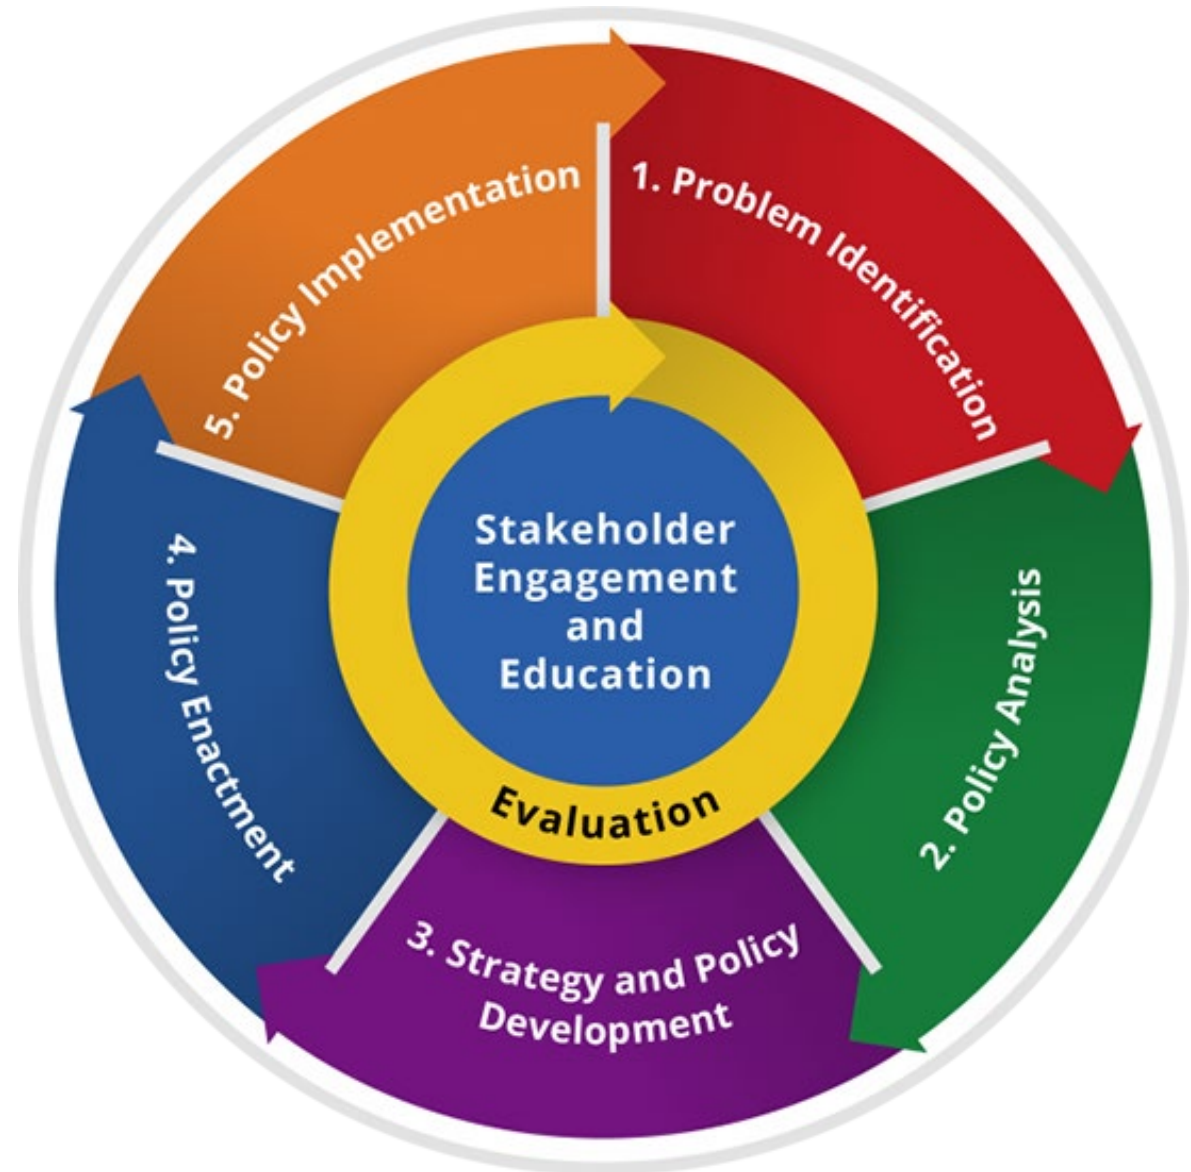 1. Problem Identification
2. Policy Analysis
3. Strategy and Policy
Development
4. Policy Enactment
5. Policy Implementation
Evaluation
Stakeholder
Engagement
and
Education